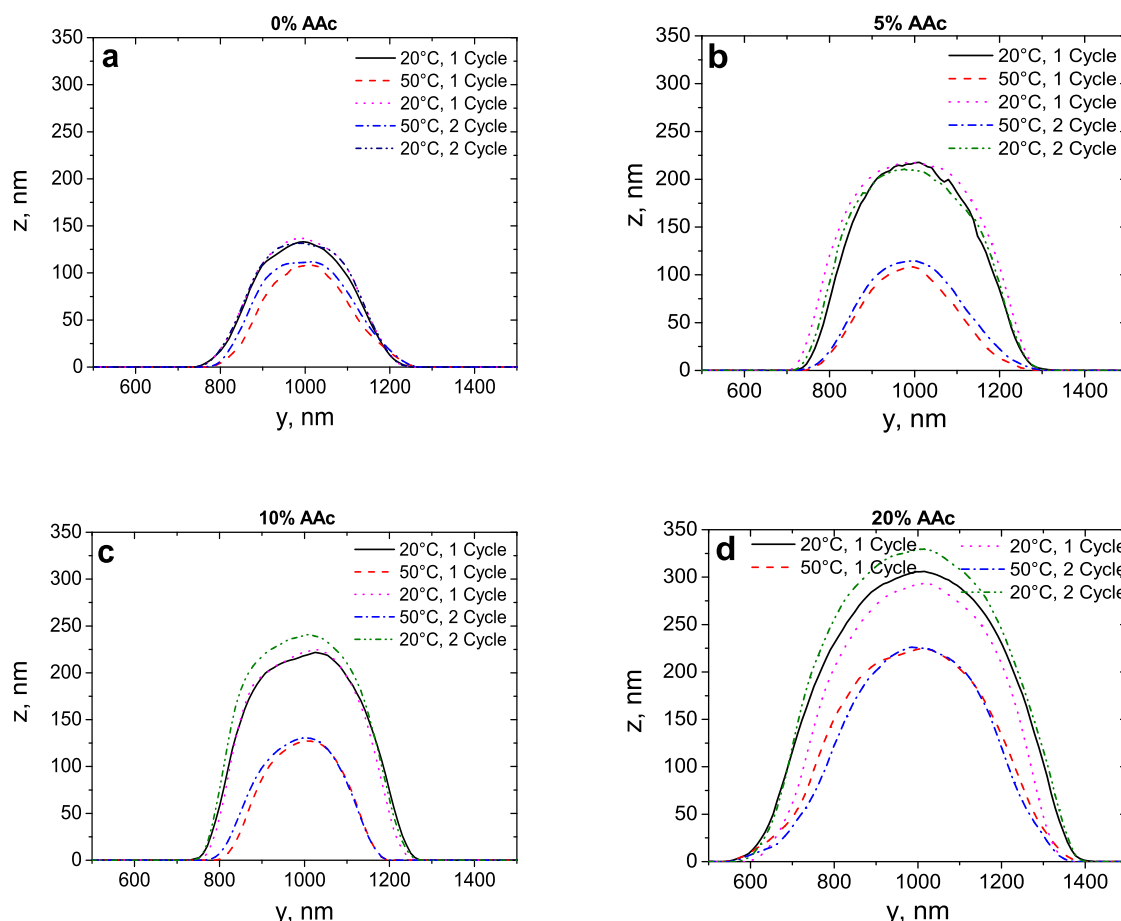 0% AAc
a
20°C, 1 Cycle
50°C, 1 Cycle
20°C, 1 Cycle
50°C, 2 Cycle
20°C, 2 Cycle
350
300
250
200
150
100
50
0
z, nm
600 800 1000 1200 1400
y, nm
5% AAc
b
20°C, 1 Cycle
50°C, 1 Cycle
20°C, 1 Cycle
50°C, 2 Cycle
20°C, 2 Cycle
350
300
250
200
150
100
50
0
z, nm
600 800 1000 1200 1400
y, nm
10% AAc
c
20°C, 1 Cycle
50°C, 1 Cycle
20°C, 1 Cycle
50°C, 2 Cycle
20°C, 2 Cycle
350
300
250
200
150
100
50
0
z, nm
600 800 1000 1200 1400
y, nm
20% AAc
d
20°C, 1 Cycle
50°C, 1 Cycle
20°C, 1 Cycle
50°C, 2 Cycle
20°C, 2 Cycle
350
300
250
200
150
100
50
0
z, nm
600 800 1000 1200 1400
y, nm